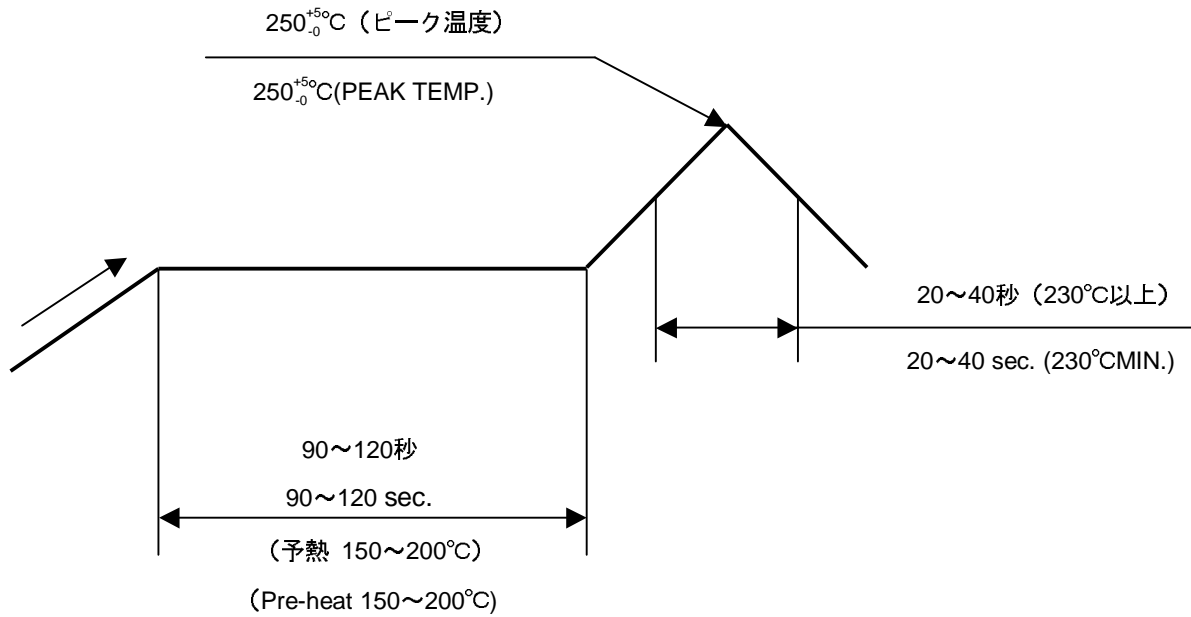 250+5-0℃（ピーク温度）
250+5-0℃(PEAK TEMP.)
20～40秒（230℃以上）
20～40 sec. (230℃MIN.)
90～120秒
90～120 sec.
（予熱 150～200℃）
（Pre-heat 150～200℃)